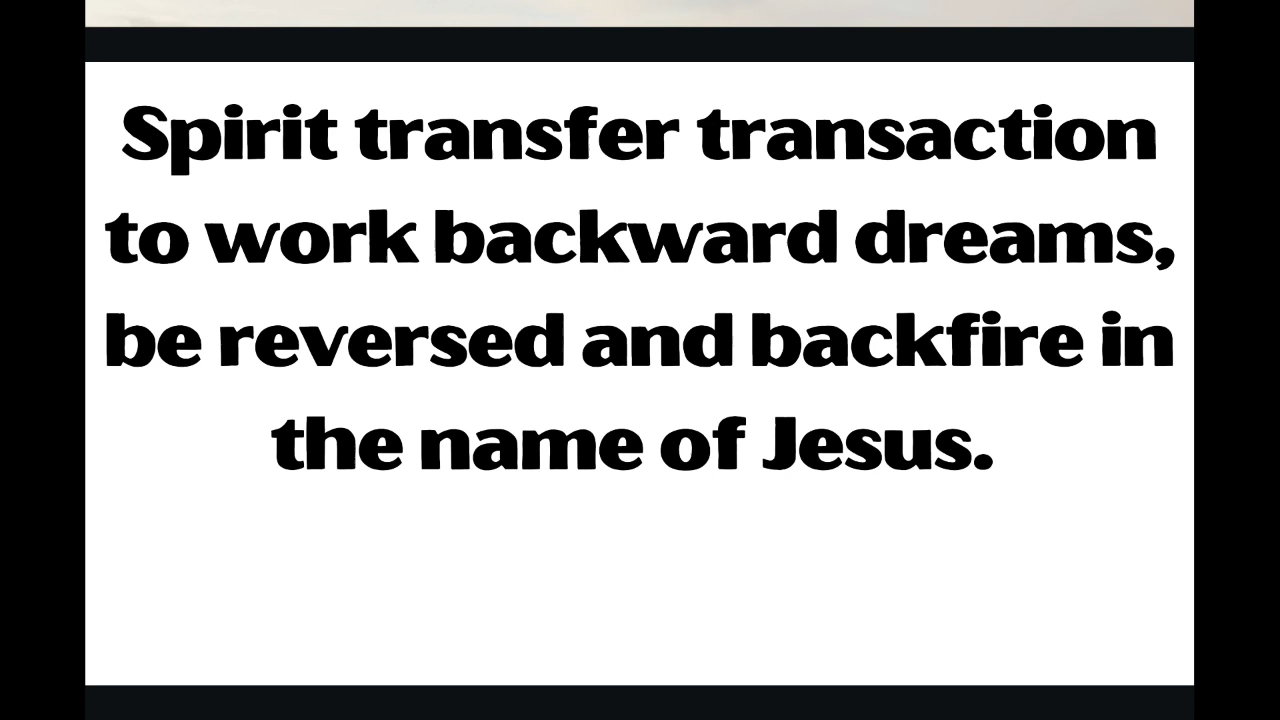 Spirit transfer transaction
to work backward dreams,
be reversed and backfire in
the name of Jesus.